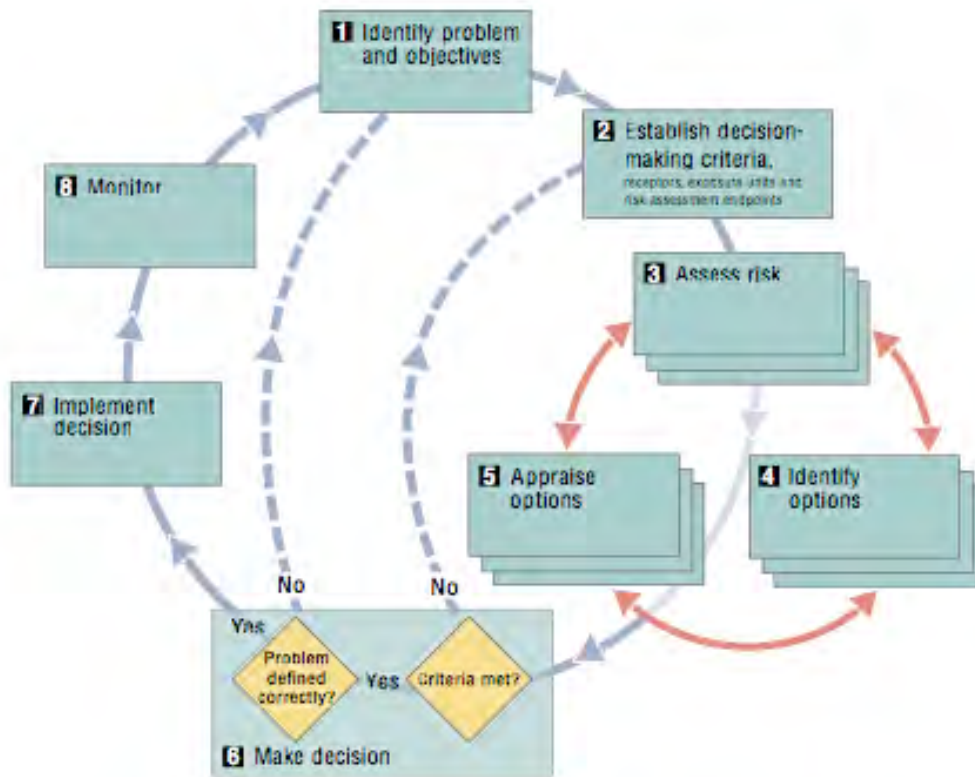 1 Identify problem
and objectives
2 Establish decision-
making criteria,
receptors, exposure units and
risk assessment endpoints
3 Assess risk
4 Identify
options
5 Appraise
options
No
No
Yes
Problem
defined
correctly?
Yes
Criteria met?
6 Make decision
7 Implement
decision
8 Monitor